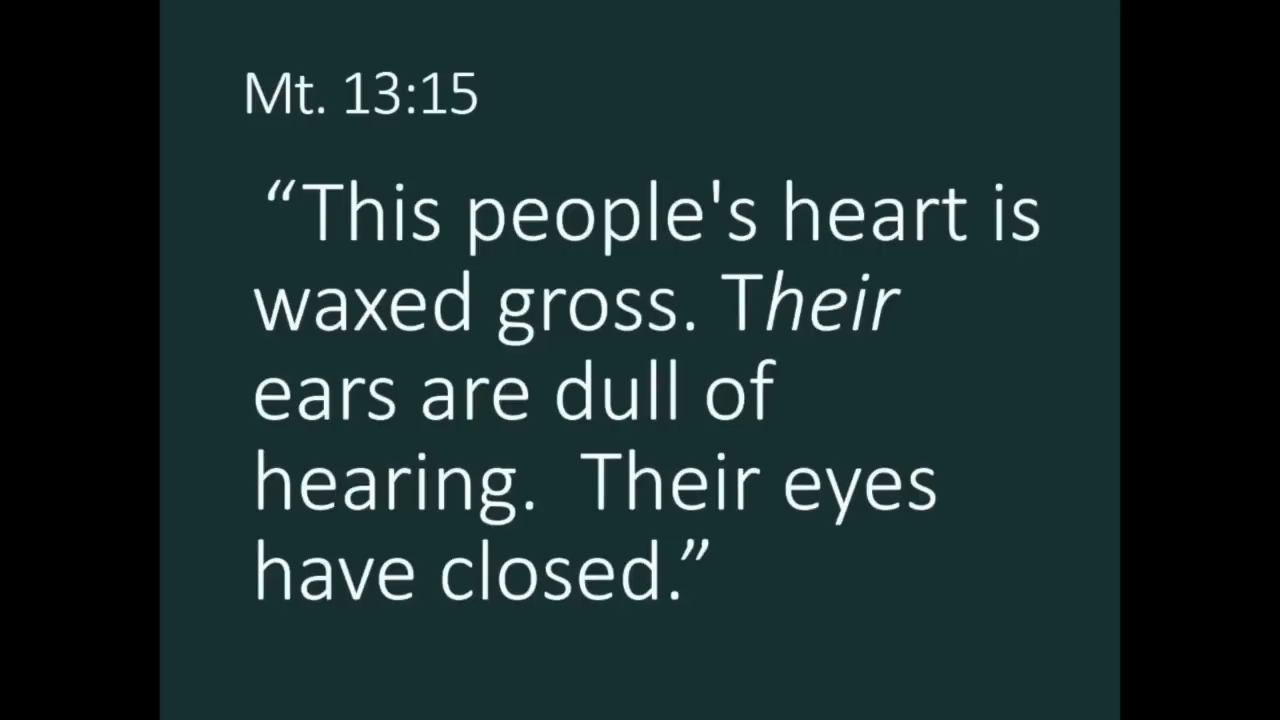 Mt. 13:15
“This people's heart is
waxed gross. Their
ears are dull of
hearing.  Their eyes
have closed.”